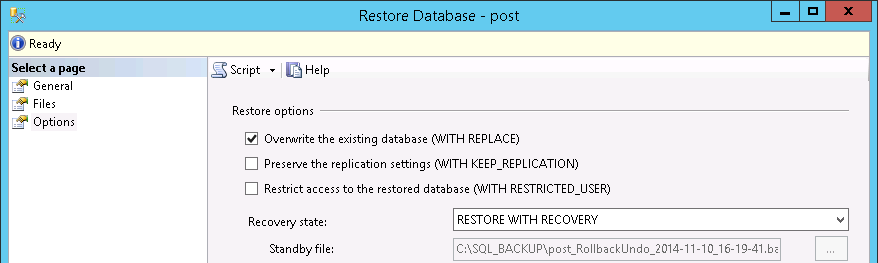 Restore Database - post
Ready
Select a page
General
Files
Options
Script
Help
Restore options
Overwrite the existing database (WITH REPLACE)
Preserve the replication settings (WITH KEEP_REPLICATION)
Restrict access to the restored database (WITH RESTRICTED_USER)
Recovery state: RESTORE WITH RECOVERY
Standby file: C:\SQL_BACKUP\post_RollbackUndo_2014-11-10_16-19-41.ba ...